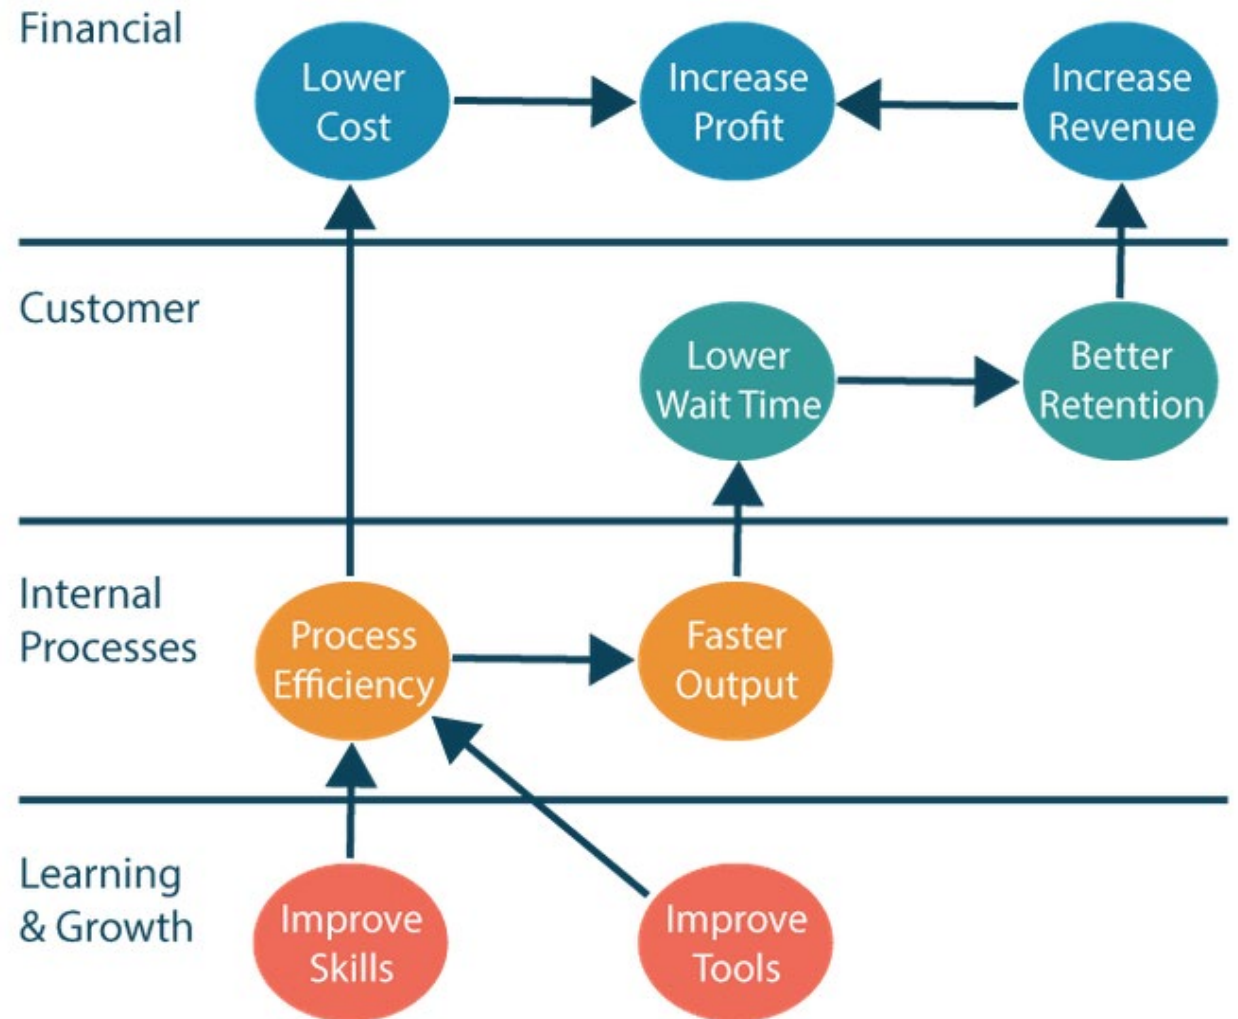 Financial
Lower
Cost
Increase
Profit
Increase
Revenue
Customer
Lower
Wait Time
Better
Retention
Internal
Processes
Process
Efficiency
Faster
Output
Learning
& Growth
Improve
Skills
Improve
Tools